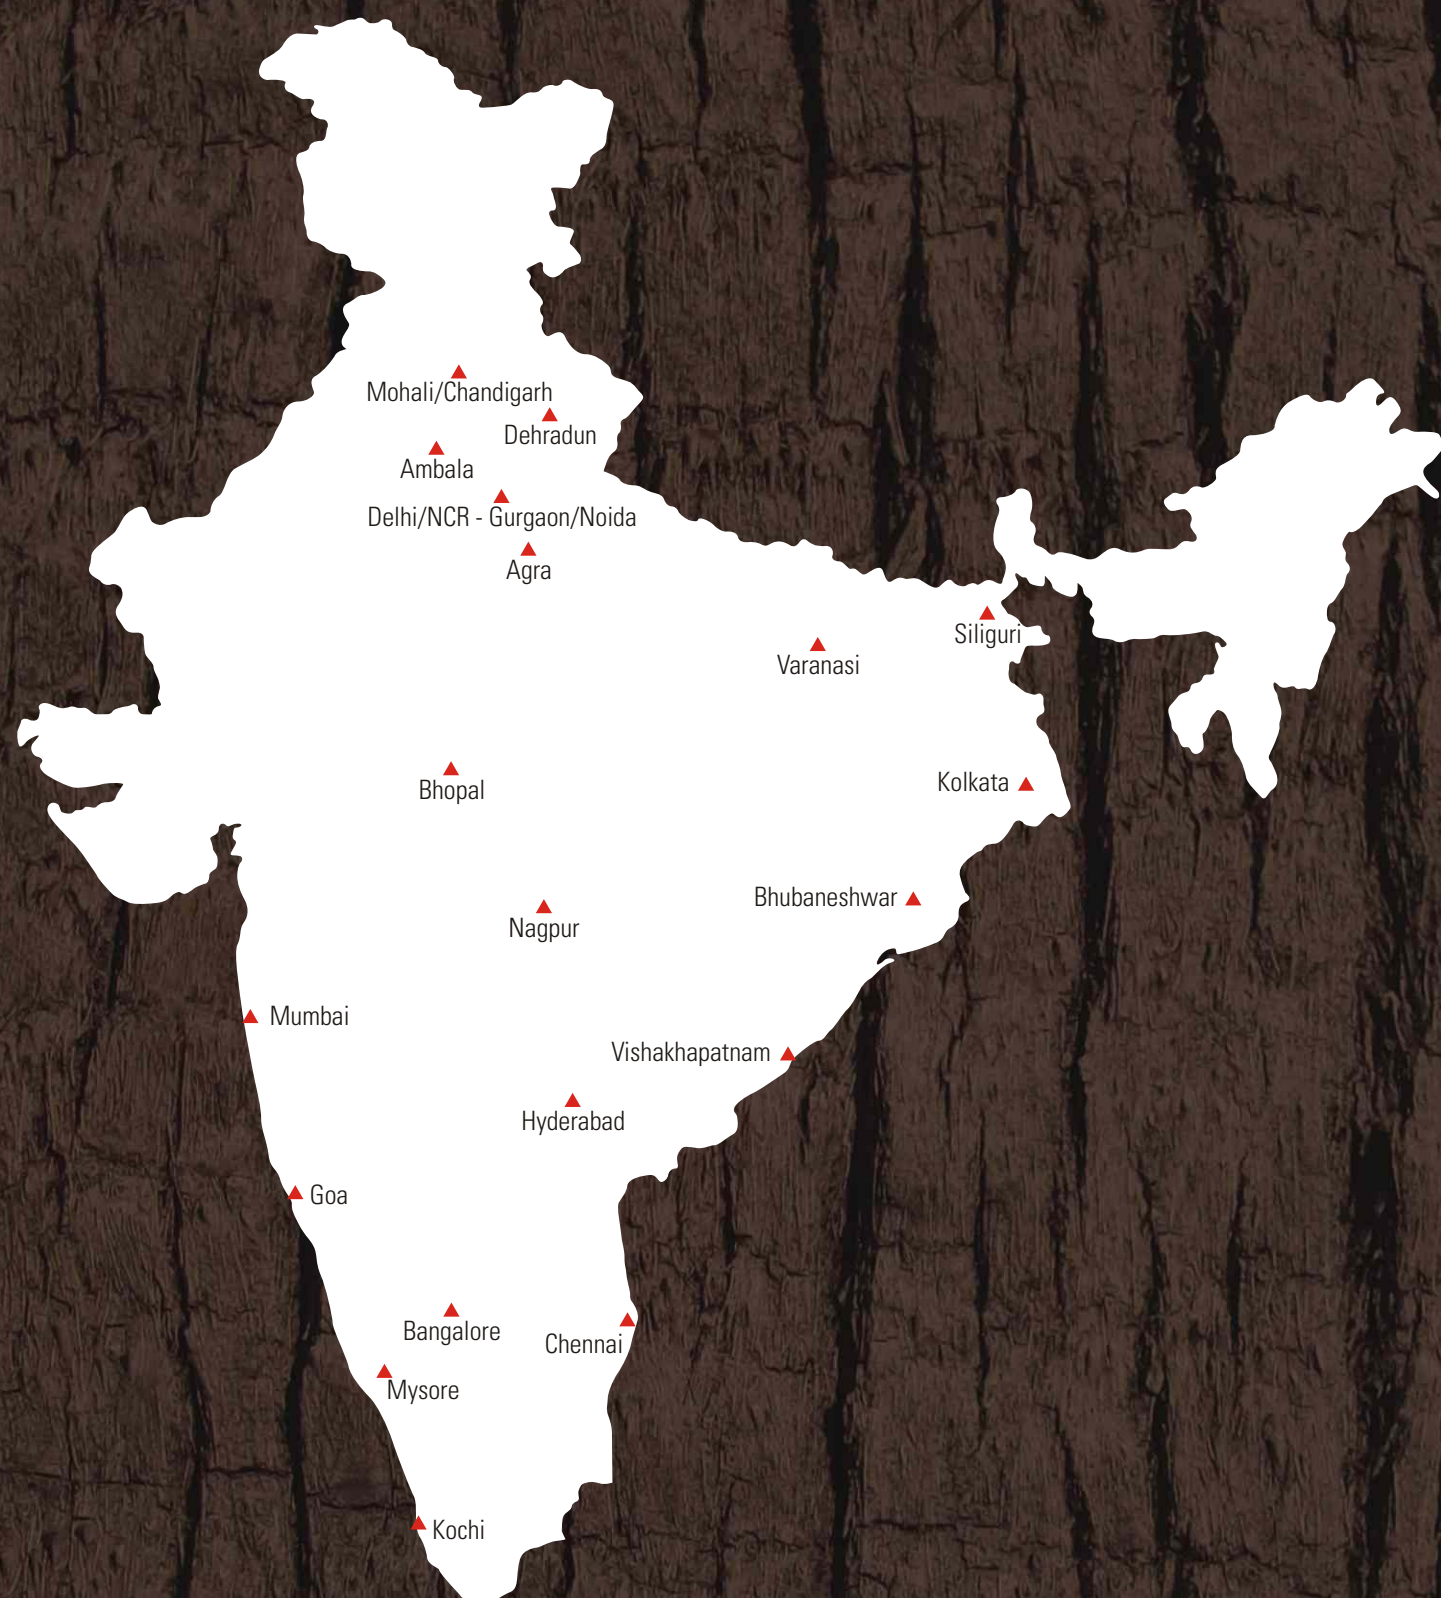 Mohali/Chandigarh
Dehradun
Ambala
Delhi/NCR - Gurgaon/Noida
Agra
Siliguri
Varanasi
Kolkata
Bhopal
Bhubaneshwar
Nagpur
Mumbai
Vishakhapatnam
Hyderabad
Goa
Bangalore
Chennai
Mysore
Kochi